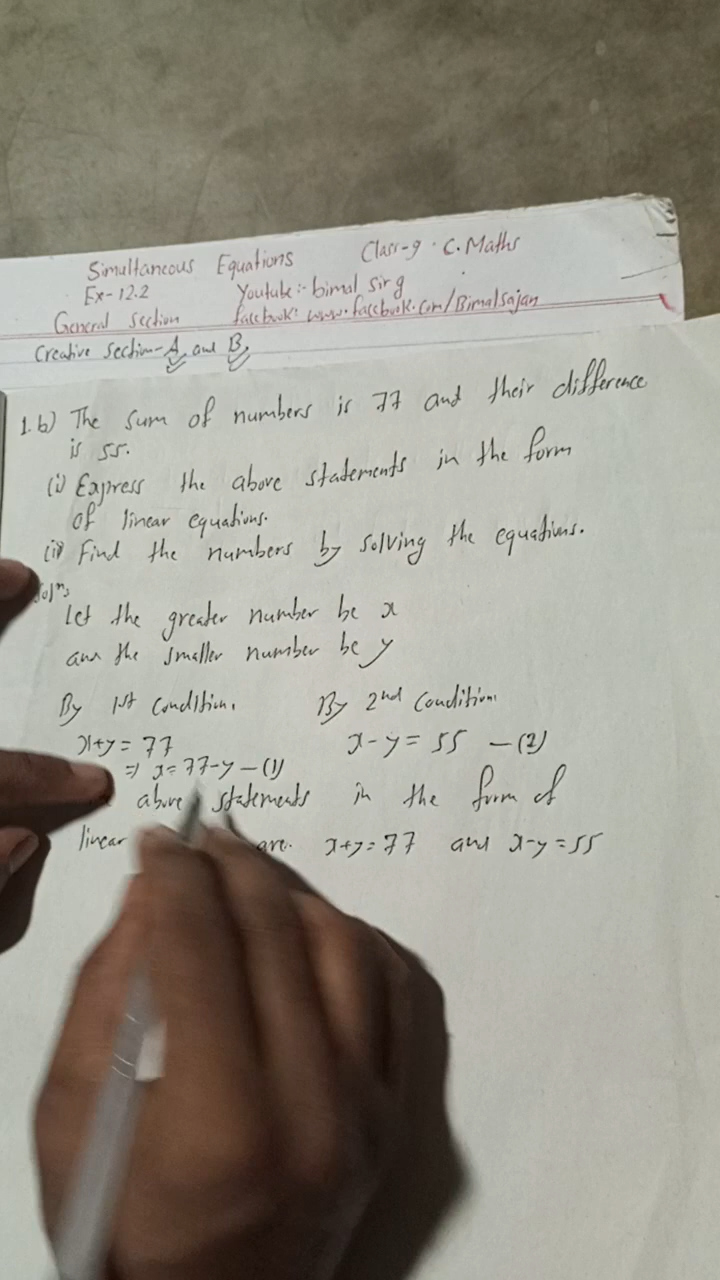 Simultaneous Equations Class-9 C. Maths
Ex-12.2 Youtube:- bimal sir g
General section facebook: www.facebook.com/Bimalsajan
Creative section-A and B,
1.b) The sum of numbers is 77 and their difference
is 55.
(i) Express the above statements in the form
of linear equations.
(ii) Find the numbers by solving the equations.
Solⁿ,
Let the greater number be x
and the smaller number be y
By 1st condition, By 2nd Condition,
x+y=77 x-y=55 -(2)
⇒ x=77-y-(1)
above statements in the form of
linear are x+y=77 and x-y=55